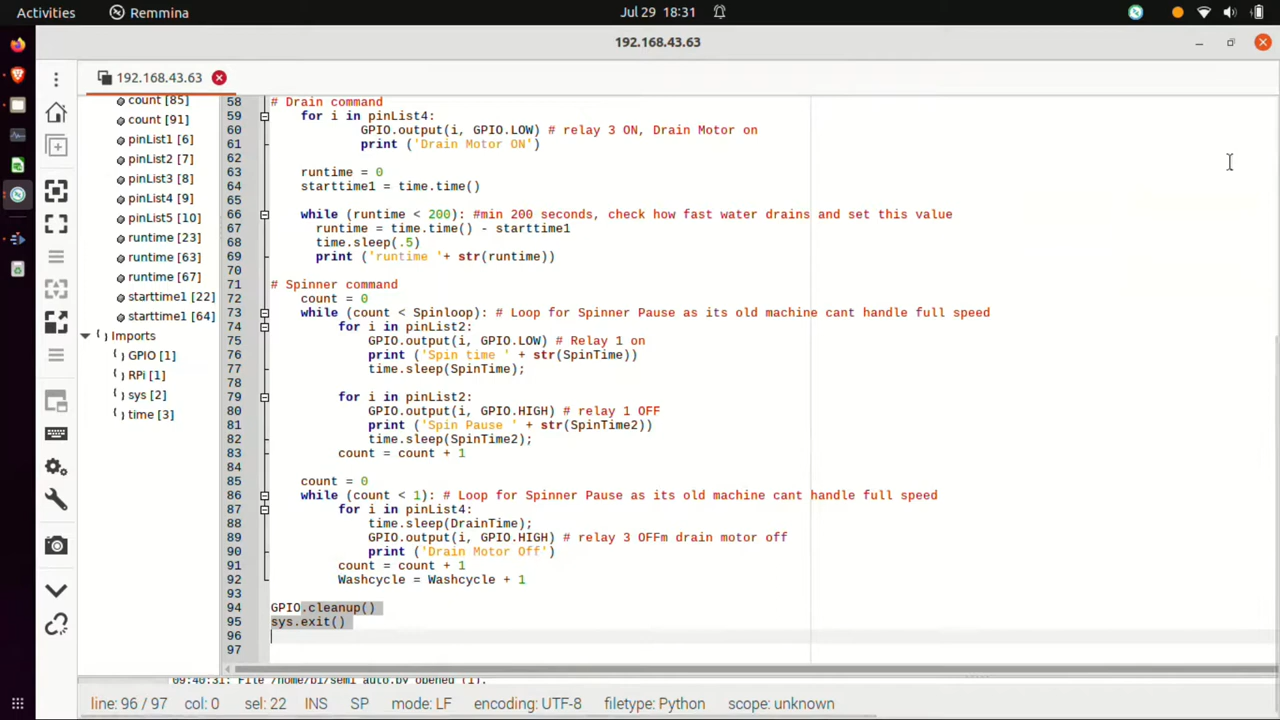 Activities Remmina Jul 29 18:31
192.168.43.63
192.168.43.63
count [85]
count [91]
pinList1 [6]
pinList2 [7]
pinList3 [8]
pinList4 [9]
pinList5 [10]
runtime [23]
runtime [63]
runtime [67]
starttime1 [22]
starttime1 [64]
Imports
GPIO [1]
RPi [1]
sys [2]
time [3]
58 # Drain command
59 for i in pinList4:
60 GPIO.output(i, GPIO.LOW) # relay 3 ON, Drain Motor on
61 print ('Drain Motor ON')
62
63 runtime = 0
64 starttime1 = time.time()
65
66 while (runtime < 200): #min 200 seconds, check how fast water drains and set this value
67 runtime = time.time() - starttime1
68 time.sleep(.5)
69 print ('runtime '+ str(runtime))
70
71 # Spinner command
72 count = 0
73 while (count < Spinloop): # Loop for Spinner Pause as its old machine cant handle full speed
74 for i in pinList2:
75 GPIO.output(i, GPIO.LOW) # Relay 1 on
76 print ('Spin time ' + str(SpinTime))
77 time.sleep(SpinTime);
78
79 for i in pinList2:
80 GPIO.output(i, GPIO.HIGH) # relay 1 OFF
81 print ('Spin Pause ' + str(SpinTime2))
82 time.sleep(SpinTime2);
83 count = count + 1
84
85 count = 0
86 while (count < 1): # Loop for Spinner Pause as its old machine cant handle full speed
87 for i in pinList4:
88 time.sleep(DrainTime);
89 GPIO.output(i, GPIO.HIGH) # relay 3 OFFm drain motor off
90 print ('Drain Motor Off')
91 count = count + 1
92 Washcycle = Washcycle + 1
93
94 GPIO.cleanup()
95 sys.exit()
96
97
09:40:31: File /home/pi/semi auto.py opened (1).
line: 96 / 97 col: 0 sel: 22 INS SP mode: LF encoding: UTF-8 filetype: Python scope: unknown